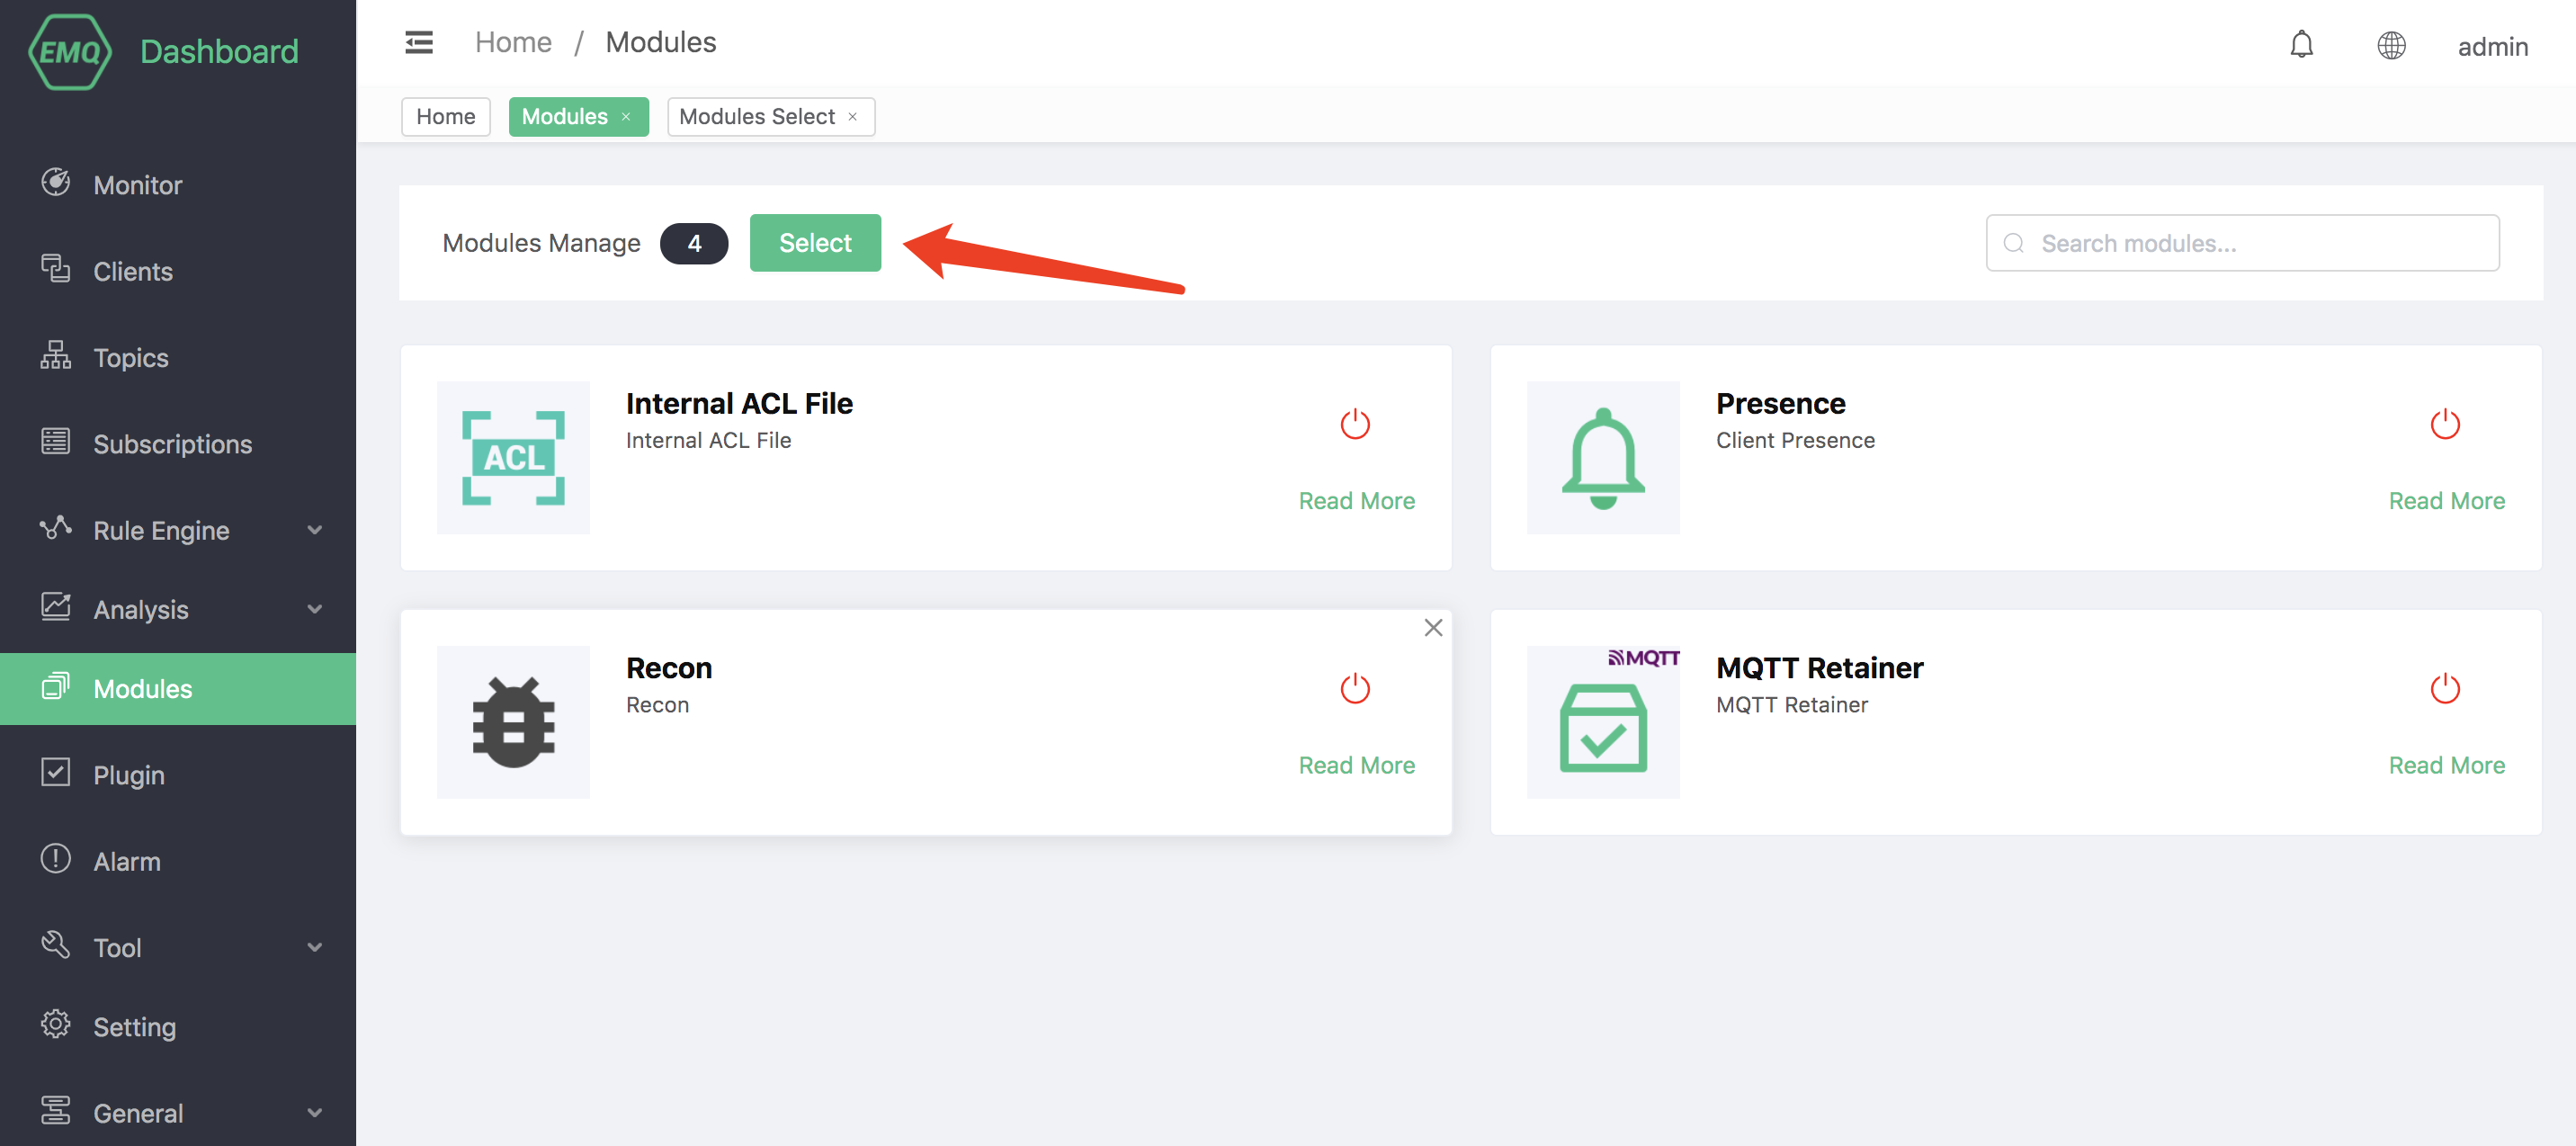 EMQ Dashboard
Home / Modules
admin
Home
Modules ×
Modules Select ×
Monitor
Clients
Topics
Subscriptions
Rule Engine
Analysis
Modules
Plugin
Alarm
Tool
Setting
General
Modules Manage 4 Select
Search modules...
ACL
Internal ACL File
Internal ACL File
Read More
Presence
Client Presence
Read More
Recon
Recon
Read More
MQTT
MQTT Retainer
MQTT Retainer
Read More